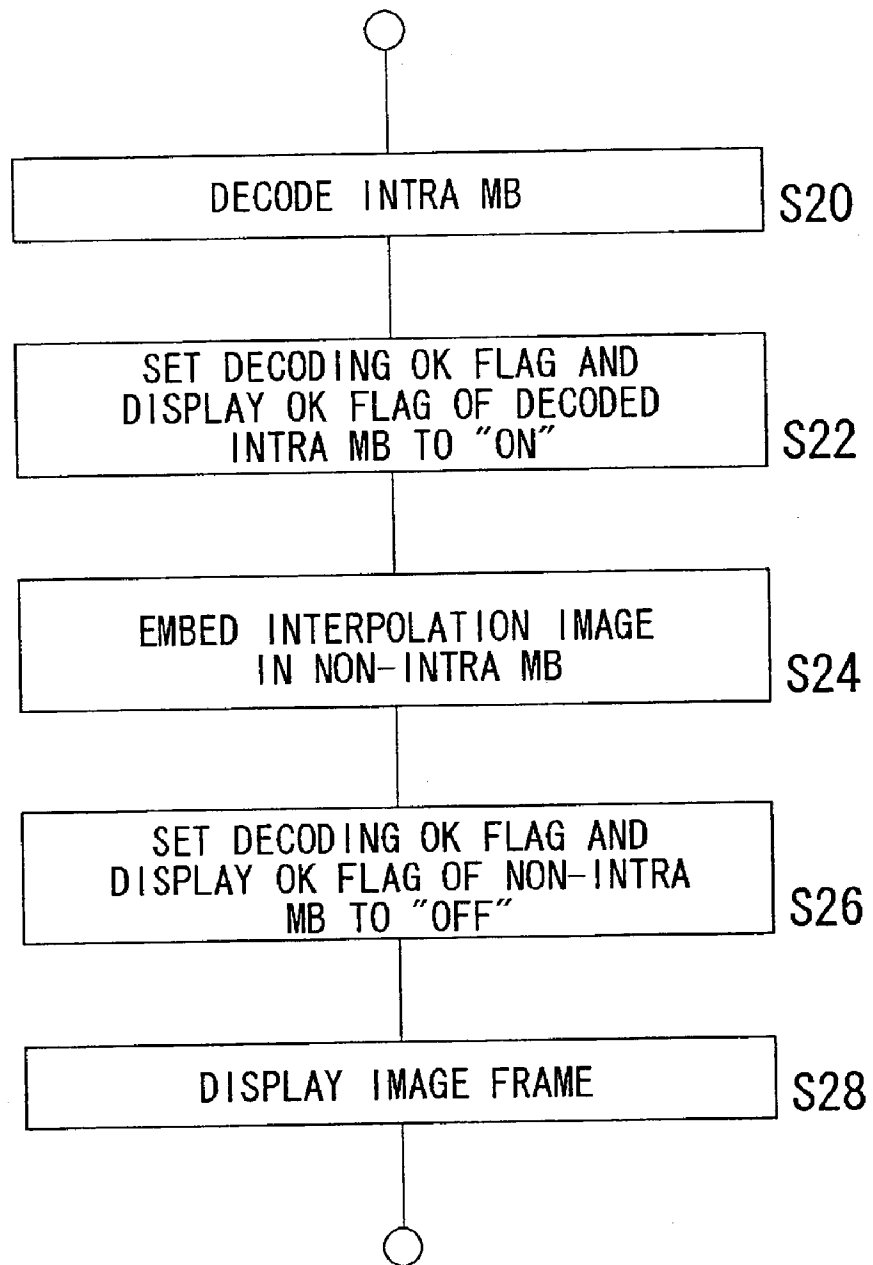 DECODE INTRA MB
S20
SET DECODING OK FLAG AND
DISPLAY OK FLAG OF DECODED
INTRA MB TO "ON"
S22
EMBED INTERPOLATION IMAGE
IN NON-INTRA MB
S24
SET DECODING OK FLAG AND
DISPLAY OK FLAG OF NON-INTRA
MB TO "OFF"
S26
DISPLAY IMAGE FRAME
S28